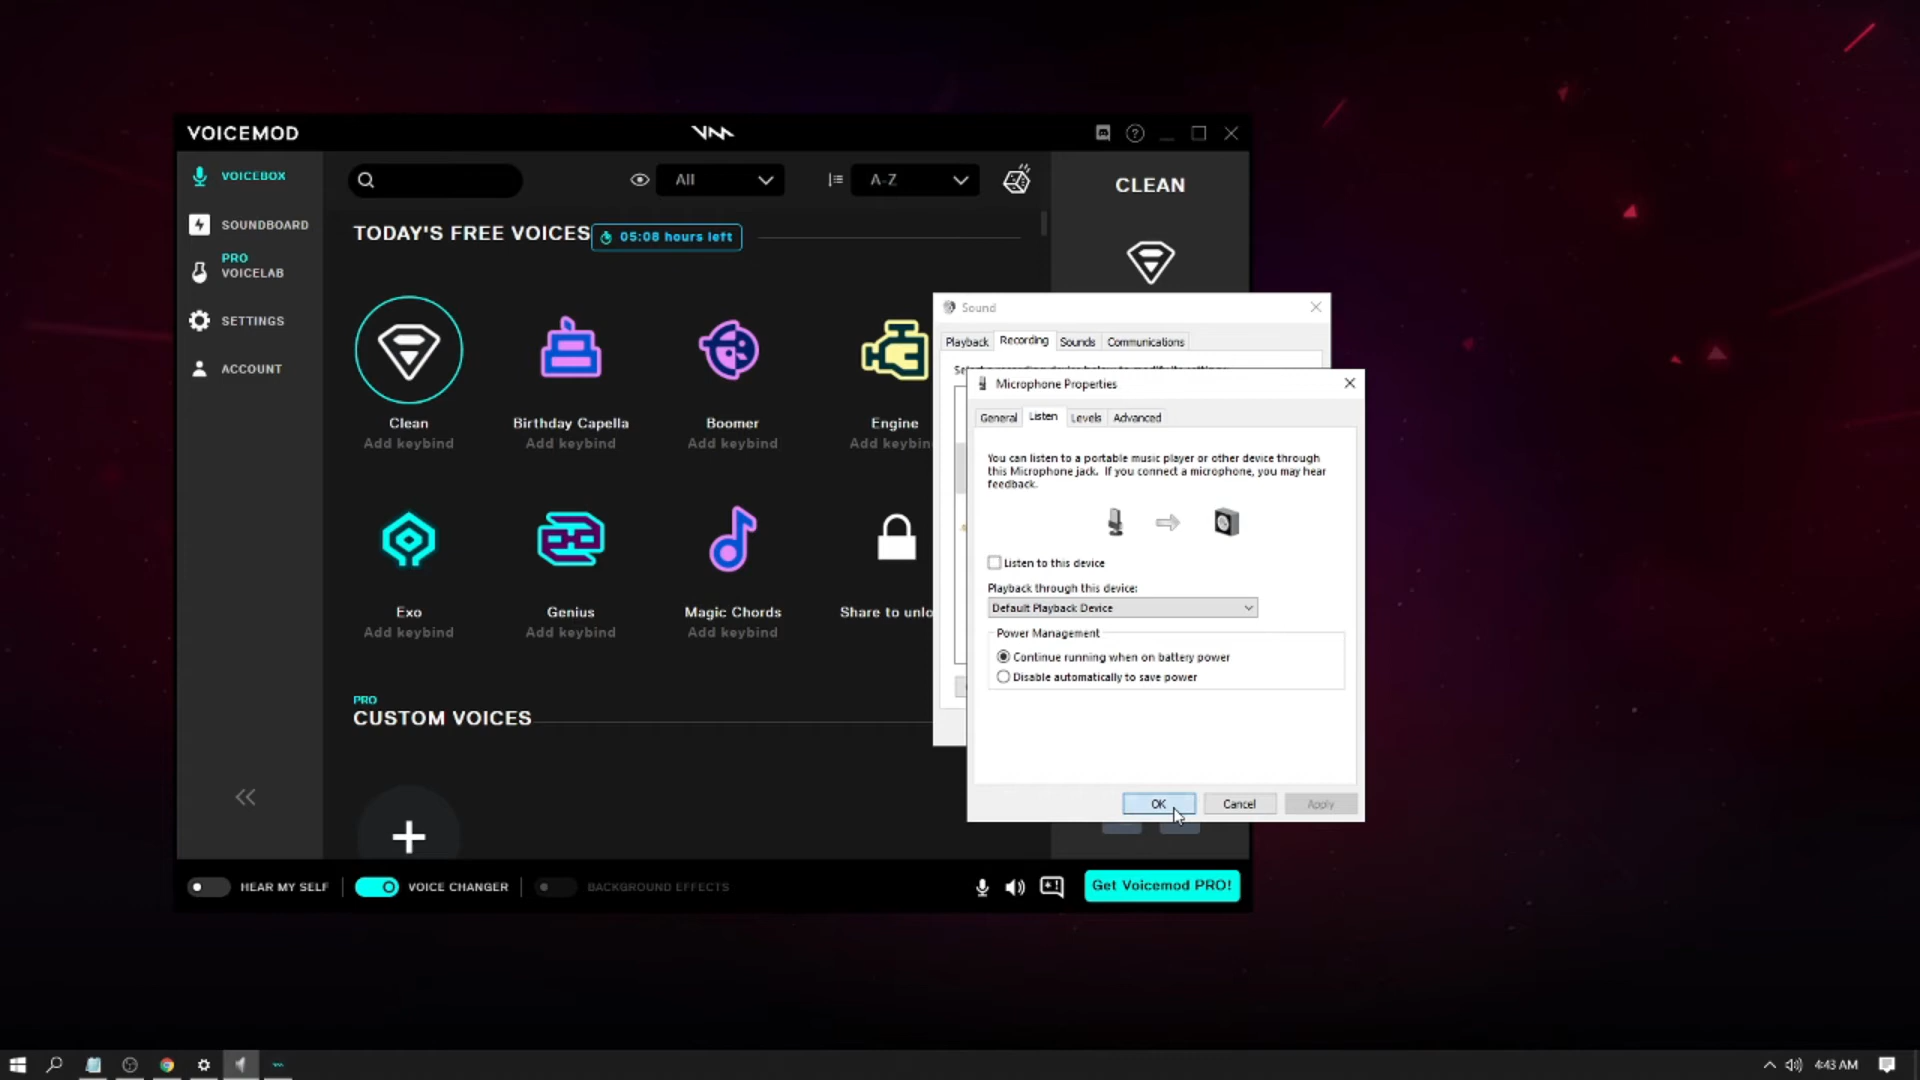 VOICEMOD
VOICEBOX
SOUNDBOARD
PRO
VOICELAB
SETTINGS
ACCOUNT
All
A-Z
TODAY'S FREE VOICES
05:08 hours left
Clean
Add keybind
Birthday Capella
Add keybind
Boomer
Add keybind
Engine
Add keybin
Exo
Add keybind
Genius
Add keybind
Magic Chords
Add keybind
Share to unlo
PRO
CUSTOM VOICES
CLEAN
Sound
Playback
Recording
Sounds
Communications
Microphone Properties
General
Listen
Levels
Advanced
You can listen to a portable music player or other device through
this Microphone jack. If you connect a microphone, you may hear
feedback.
Listen to this device
Playback through this device:
Default Playback Device
Power Management
Continue running when on battery power
Disable automatically to save power
OK
Cancel
Apply
HEAR MY SELF
VOICE CHANGER
BACKGROUND EFFECTS
Get Voicemod PRO!
4:43 AM